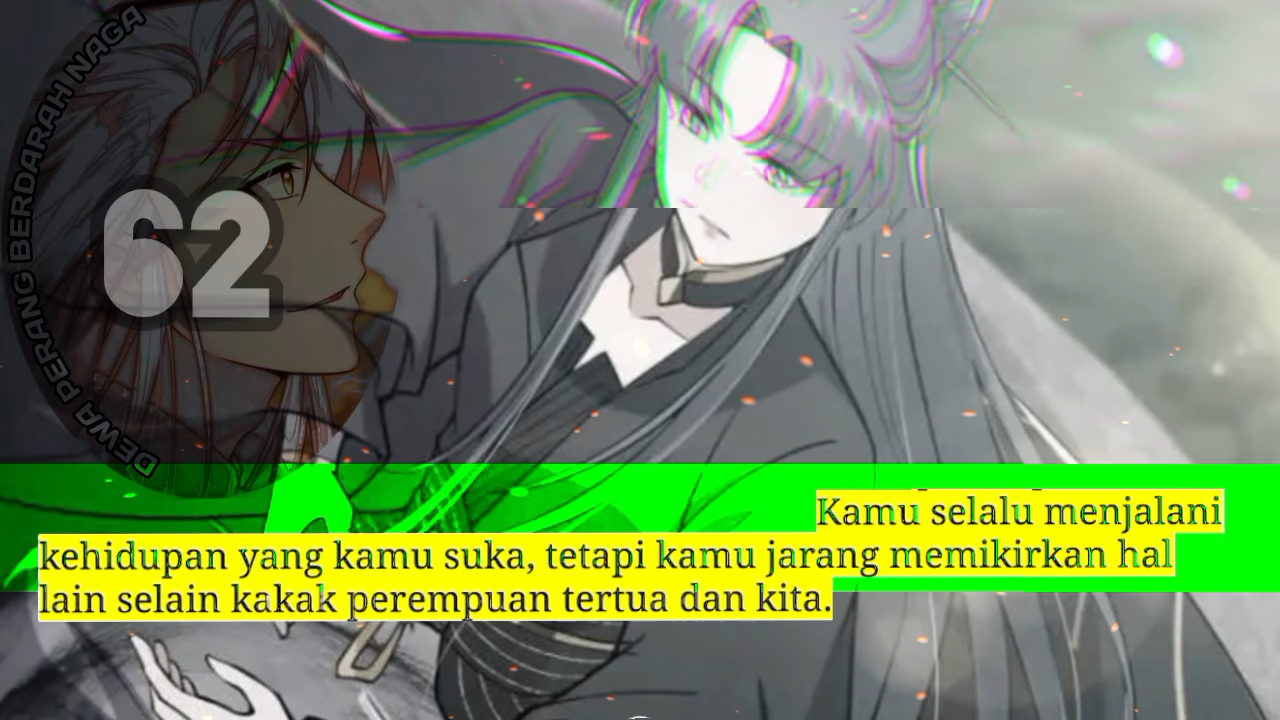 DEWA PERANG BERDARAH NAGA
62
Kamu selalu menjalani
kehidupan yang kamu suka, tetapi kamu jarang memikirkan hal
lain selain kakak perempuan tertua dan kita.